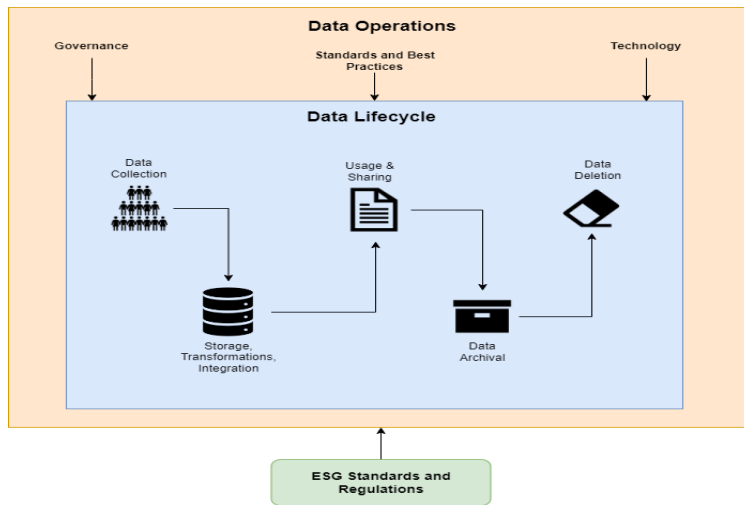 Data Operations
Governance
Standards and Best
Practices
Technology
Data Lifecycle
Data
Collection
Usage &
Sharing
Data
Deletion
Storage,
Transformations,
Integration
Data
Archival
ESG Standards and
Regulations